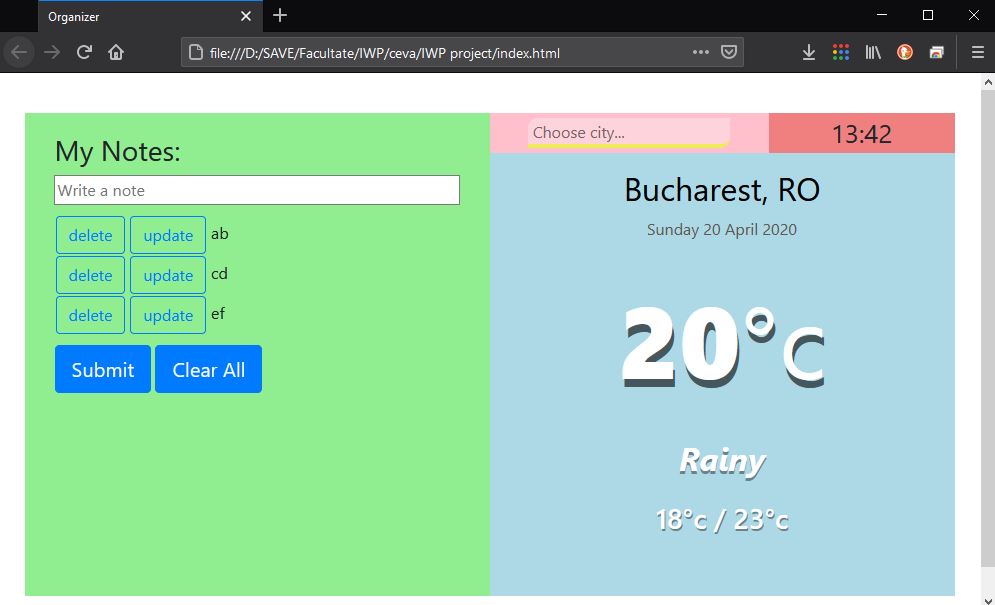 Organizer
file:///D:/SAVE/Facultate/IWP/ceva/IWP project/index.html
My Notes:
Write a note
delete update ab
delete update cd
delete update ef
Submit Clear All
Choose city...
13:42
Bucharest, RO
Sunday 20 April 2020
20°C
Rainy
18°c / 23°c